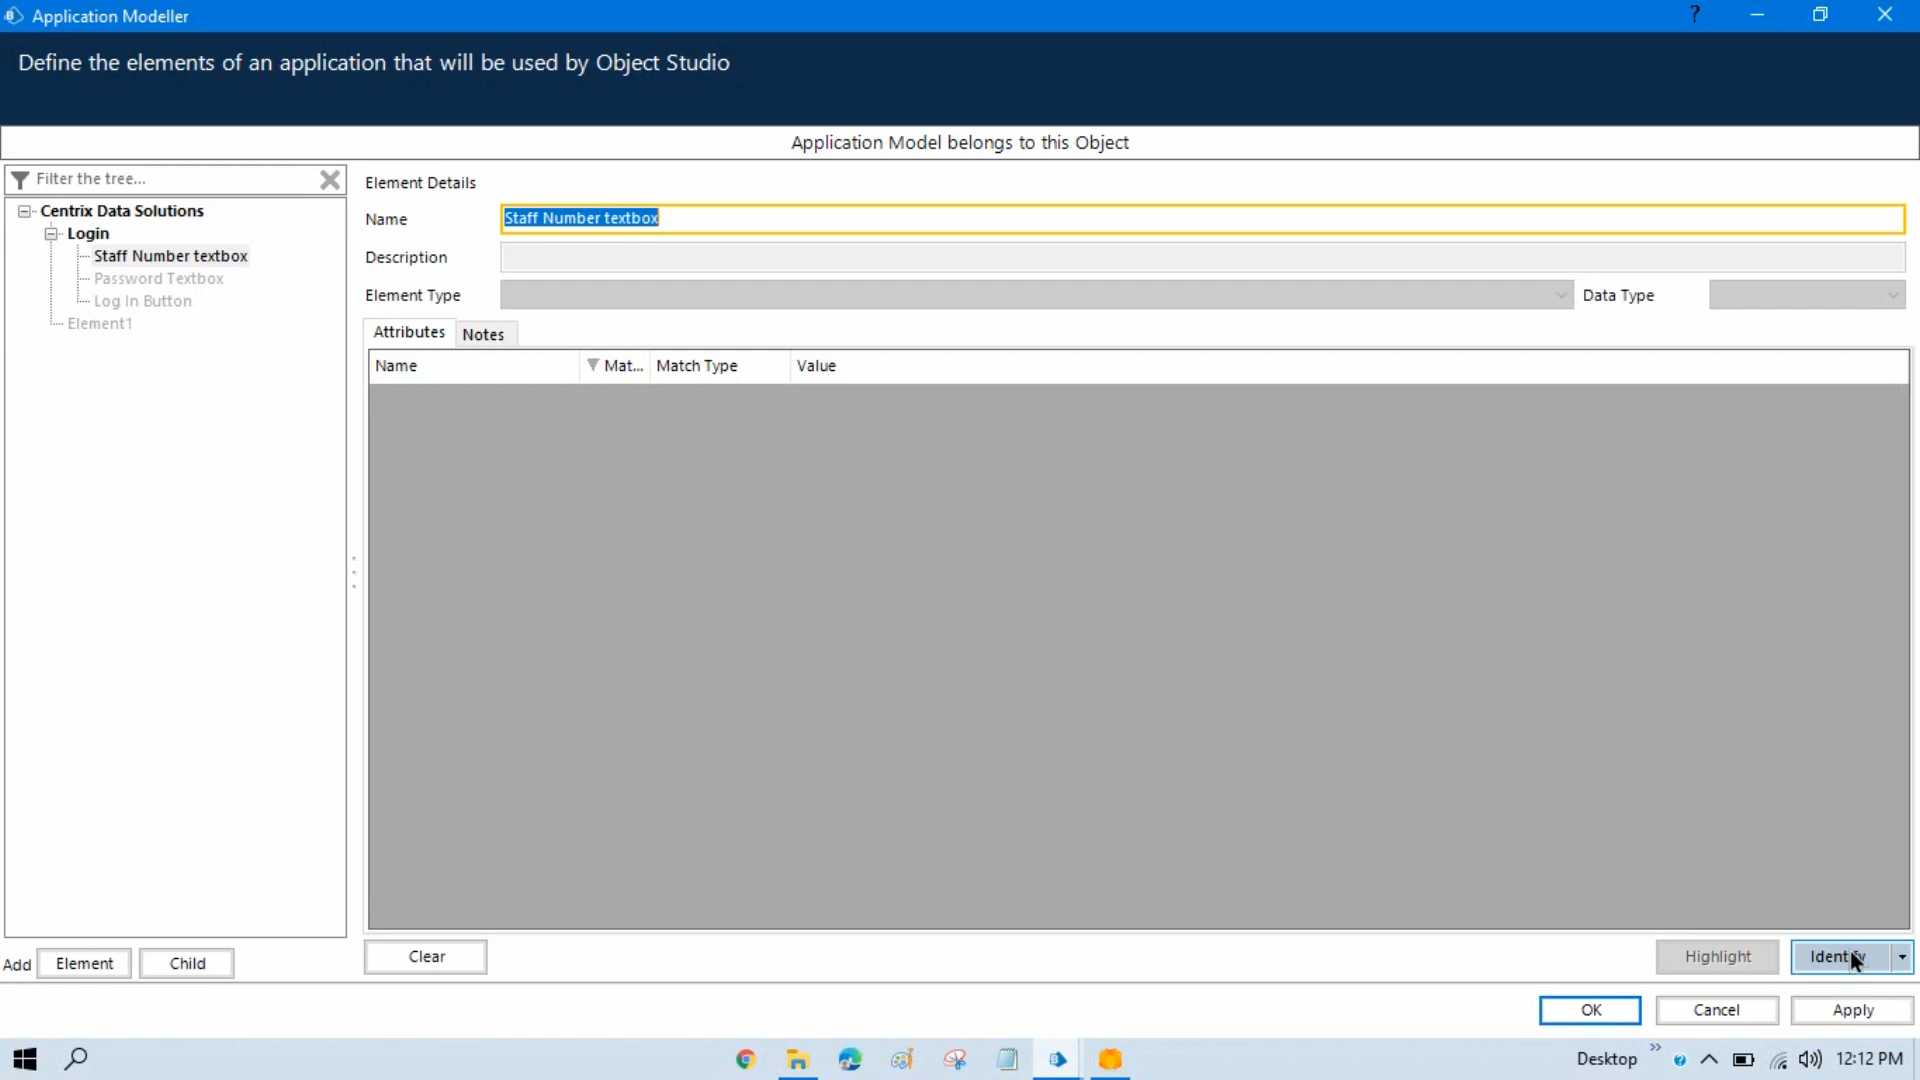 Application Modeller
?
Define the elements of an application that will be used by Object Studio
Application Model belongs to this Object
Filter the tree...
Centrix Data Solutions
Login
Staff Number textbox
Password Textbox
Log In Button
Element1
Element Details
Name
Staff Number textbox
Description
Element Type
Data Type
Attributes
Notes
Name
Mat...
Match Type
Value
Add
Element
Child
Clear
Highlight
Identify
OK
Cancel
Apply
Desktop
12:12 PM